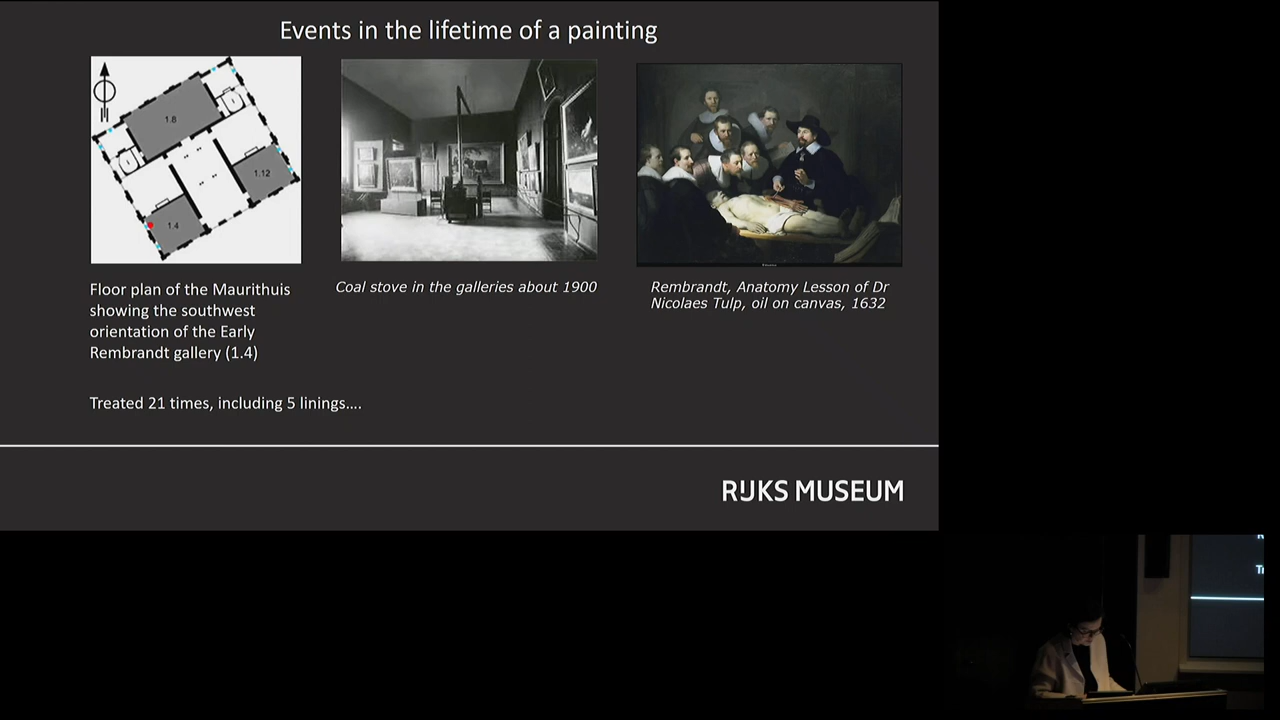 Events in the lifetime of a painting
1.8
1.12
1.4
Floor plan of the Maurithuis
showing the southwest
orientation of the Early
Rembrandt gallery (1.4)
Coal stove in the galleries about 1900
Rembrandt, Anatomy Lesson of Dr
Nicolaes Tulp, oil on canvas, 1632
Treated 21 times, including 5 linings....
RIJKS MUSEUM